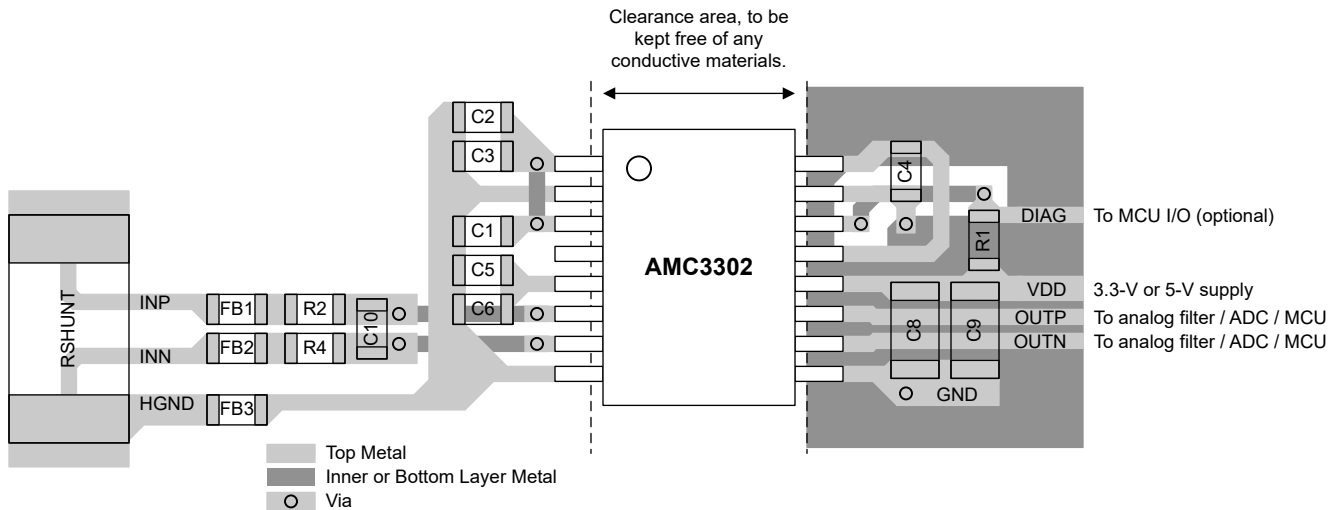 Clearance area, to be
kept free of any
conductive materials.
C2
C3
C4
C1
DIAG
To MCU I/O (optional)
R1
AMC3302
C5
VDD
3.3-V or 5-V supply
RSHUNT
INP
FB1
R2
C10
C6
C8
C9
OUTP
To analog filter / ADC / MCU
INN
FB2
R4
OUTN
To analog filter / ADC / MCU
HGND
FB3
GND
Top Metal
Inner or Bottom Layer Metal
Via